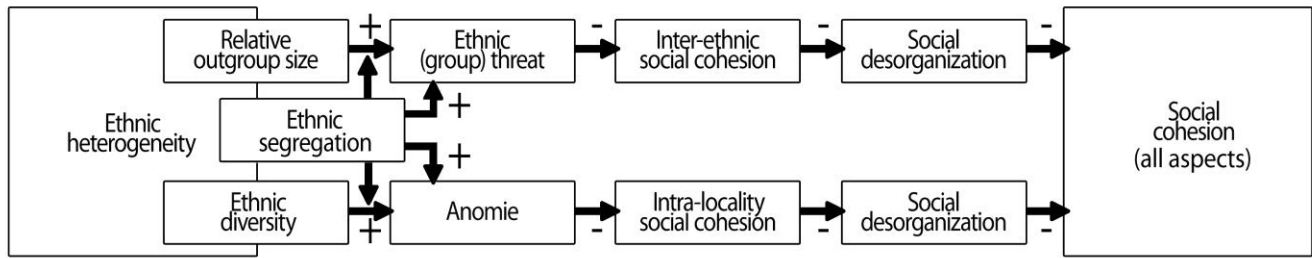 Relative
outgroup size
+
Ethnic
(group) threat
-
Inter-ethnic
social cohesion
-
Social
desorganization
-
Ethnic
heterogeneity
Ethnic
segregation
+
+
Social
cohesion
(all aspects)
Ethnic
diversity
+
Anomie
-
Intra-locality
social cohesion
-
Social
desorganization
-